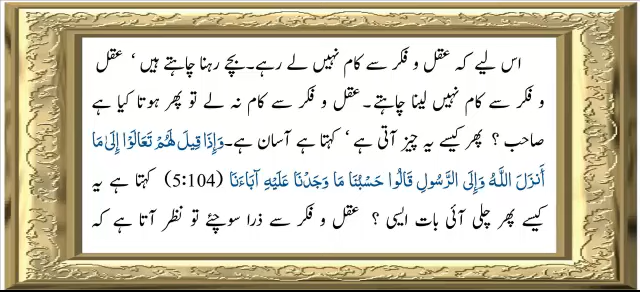 اس لیے کہ عقل و فکر سے کام نہیں لے رہے۔ بچے رہنا چاہتے ہیں ‘ عقل
و فکر سے کام نہیں لینا چاہتے۔ عقل و فکر سے کام نہ لے تو پھر ہوتا کیا ہے
صاحب ؟ پھر کیسے یہ چیز آتی ہے ‘ کہتا ہے آسان ہے۔ وَإِذَا قِيلَ لَهُمْ تَعَالَوْا إِلَىٰ مَا
أَنزَلَ اللَّهُ وَإِلَى الرَّسُولِ قَالُوا حَسْبُنَا مَا وَجَدْنَا عَلَيْهِ آبَاءَنَا (5:104) کہتا ہے یہ
کیسے پھر چلی آئی بات ایسی ؟ عقل و فکر سے ذرا سوچئے تو نظر آتا ہے کہ